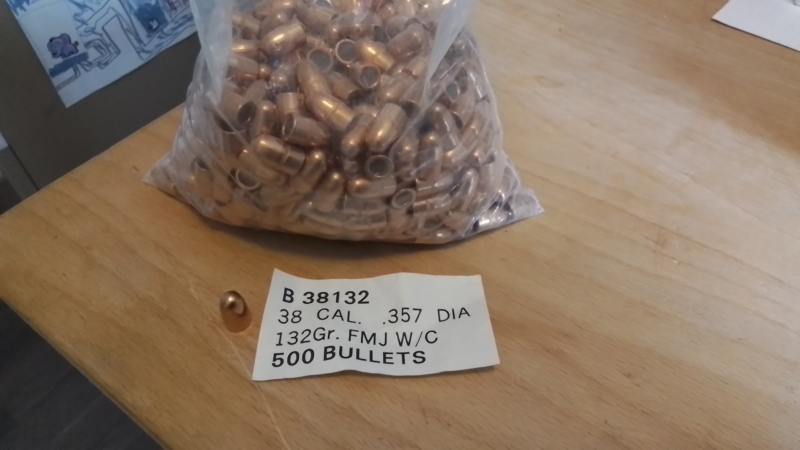 B 38132
38 CAL. .357 DIA
132Gr. FMJ W/C
500 BULLETS